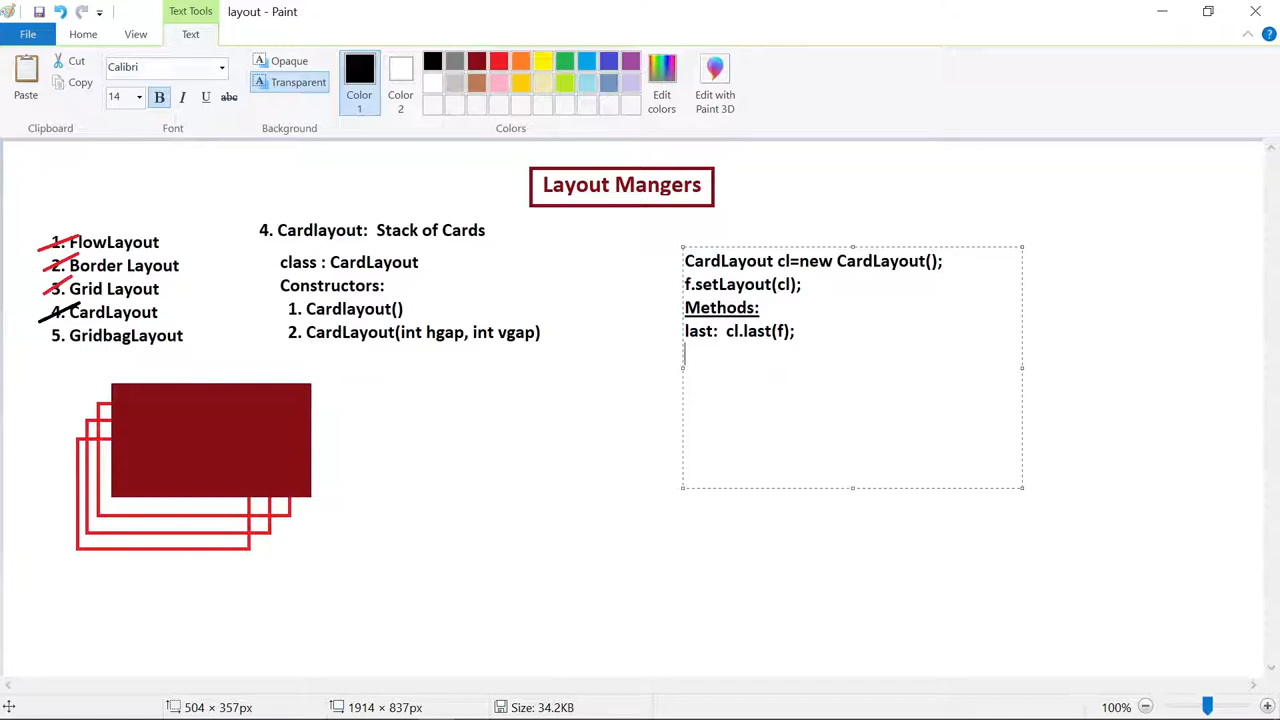 Text Tools
layout - Paint
File
Home
View
Text
Paste
Cut
Copy
Clipboard
Calibri
14
B
I
U
abc
Font
A Opaque
A Transparent
Background
Color
1
Color
2
Edit
colors
Edit with
Paint 3D
Colors
Layout Mangers
1. FlowLayout
2. Border Layout
3. Grid Layout
4. CardLayout
5. GridbagLayout
4. Cardlayout: Stack of Cards
class : CardLayout
Constructors:
1. Cardlayout()
2. CardLayout(int hgap, int vgap)
CardLayout cl=new CardLayout();
f.setLayout(cl);
Methods:
last: cl.last(f);
504 × 357px
1914 × 837px
Size: 34.2KB
100%